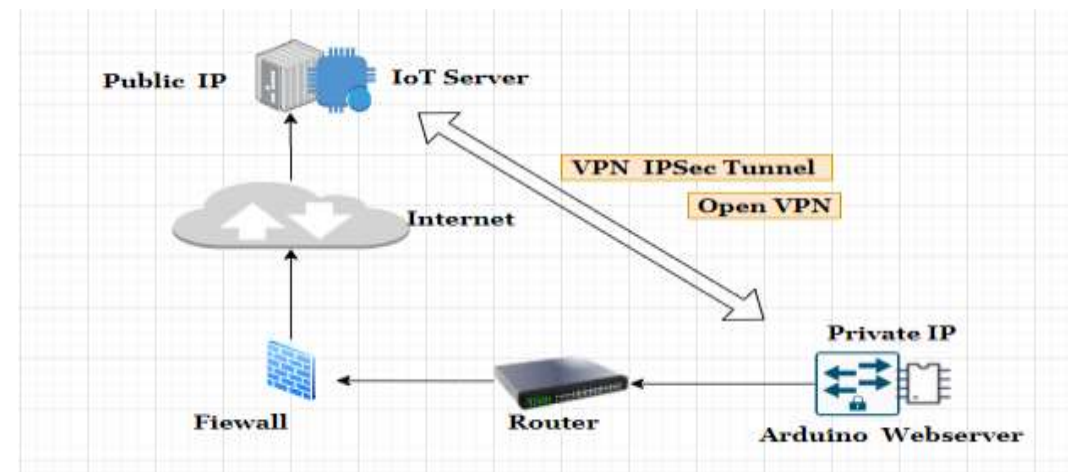 Public IP
IoT Server
VPN IPSec Tunnel
Open VPN
Internet
Private IP
Fiewall
Router
Arduino Webserver